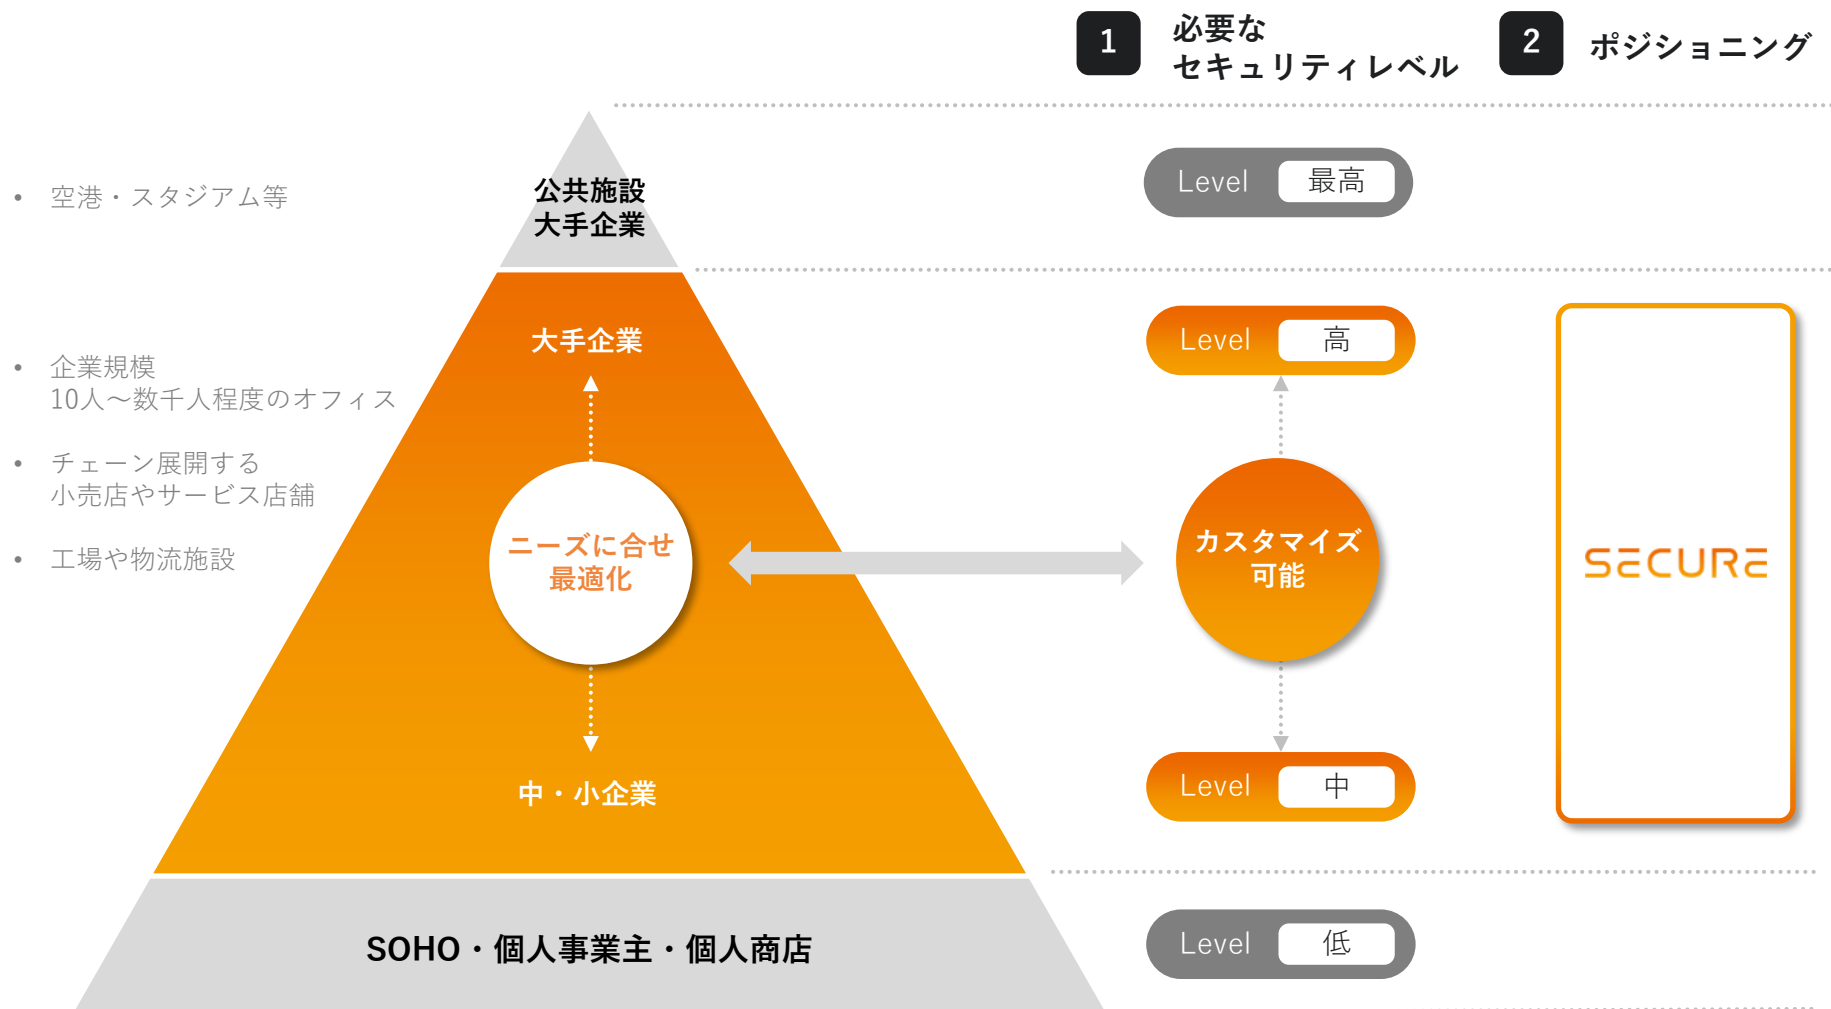 1
必要な
セキュリティレベル
2
ポジショニング
• 空港・スタジアム等
公共施設
大手企業
Level 最高
• 企業規模
10人～数千人程度のオフィス
• チェーン展開する
小売店やサービス店舗
• 工場や物流施設
大手企業
ニーズに合せ
最適化
中・小企業
Level 高
カスタマイズ
可能
Level 中
SECURE
SOHO・個人事業主・個人商店
Level 低